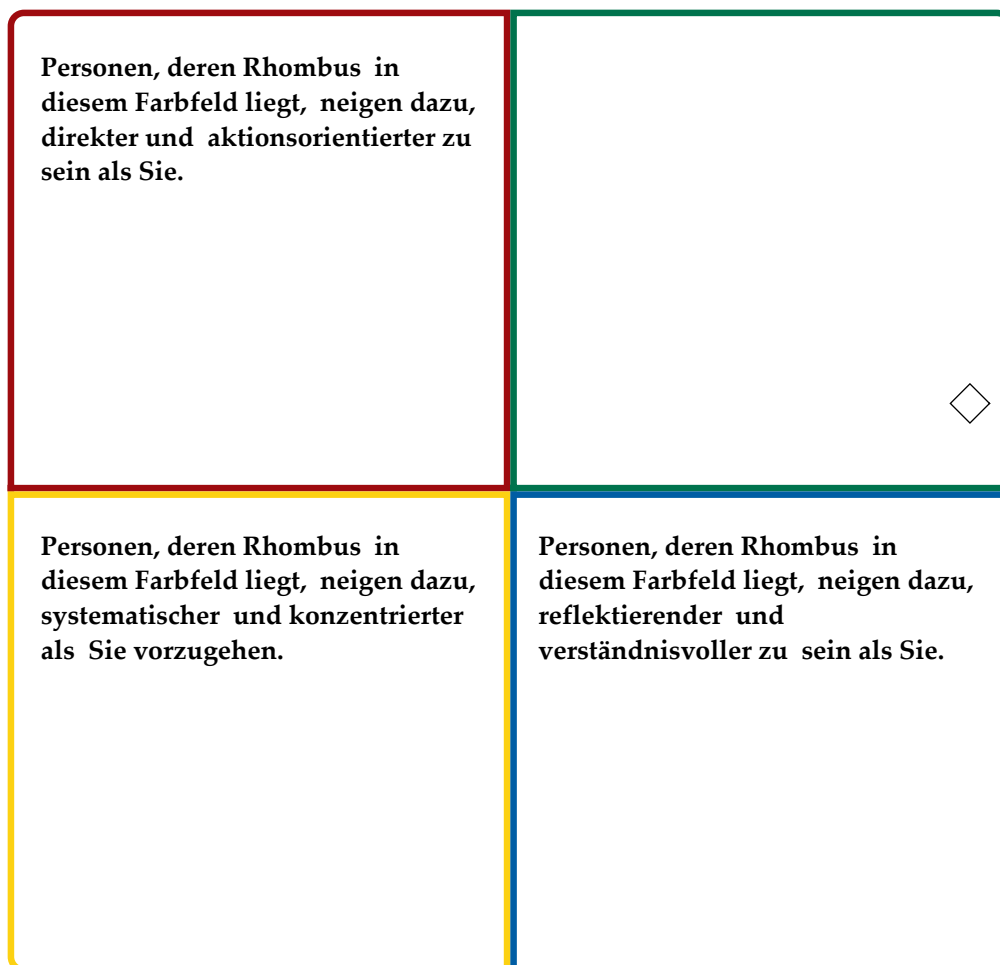 Personen, deren Rhombus in
diesem Farbfeld liegt, neigen dazu,
direkter und aktionsorientierter zu
sein als Sie.
Personen, deren Rhombus in
diesem Farbfeld liegt, neigen dazu,
systematischer und konzentrierter
als Sie vorzugehen.
Personen, deren Rhombus in
diesem Farbfeld liegt, neigen dazu,
reflektierender und
verständnisvoller zu sein als Sie.